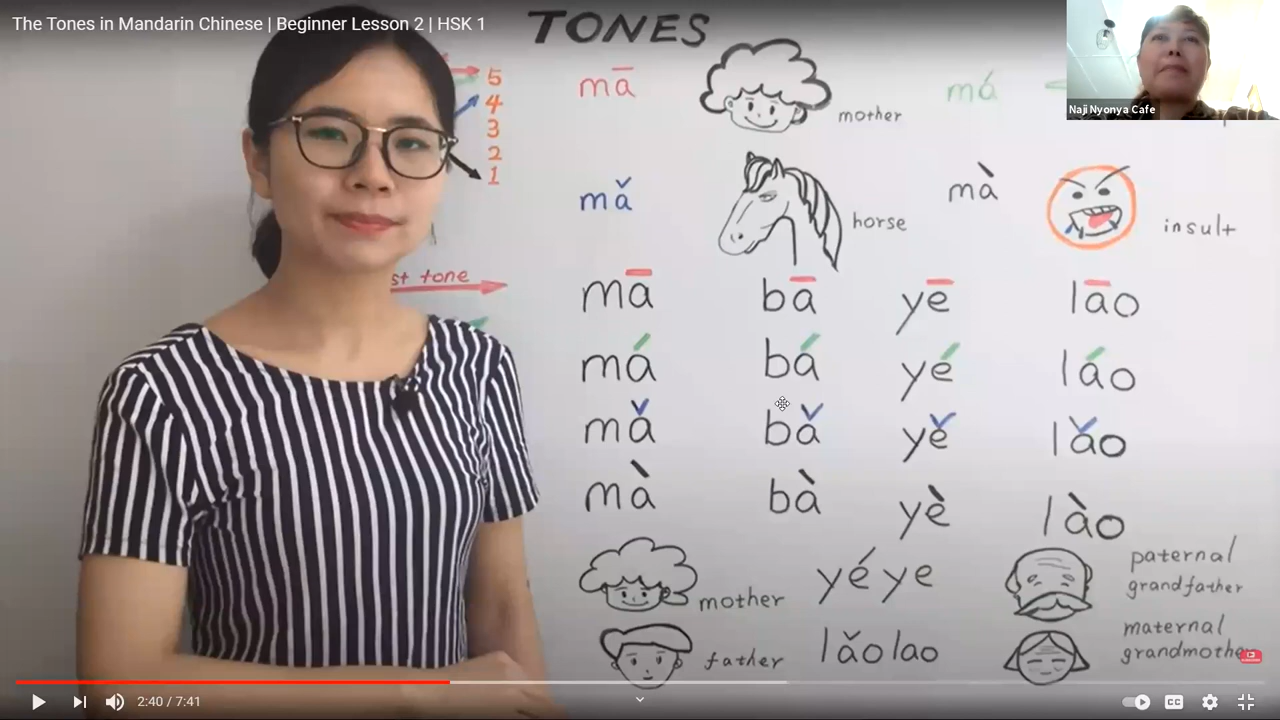 The Tones in Mandarin Chinese | Beginner Lesson 2 | HSK 1
TONES
5
4
3
2
1
mā
mother
má
Naji Nyonya Cafe
mǎ
horse
mà
insult
st tone
mā bā yē lāo
má bá yé láo
mǎ bǎ yě lǎo
mà bà yè lào
mother
yéye
paternal
grandfather
father
lǎolao
maternal
grandmothe
2:40 / 7:41
CC